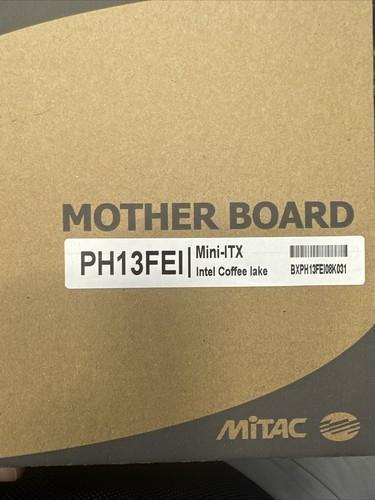 MOTHER BOARD
PH13FEI
Mini-ITX
Intel Coffee lake
BXPH13FEI08K031
MiTAC